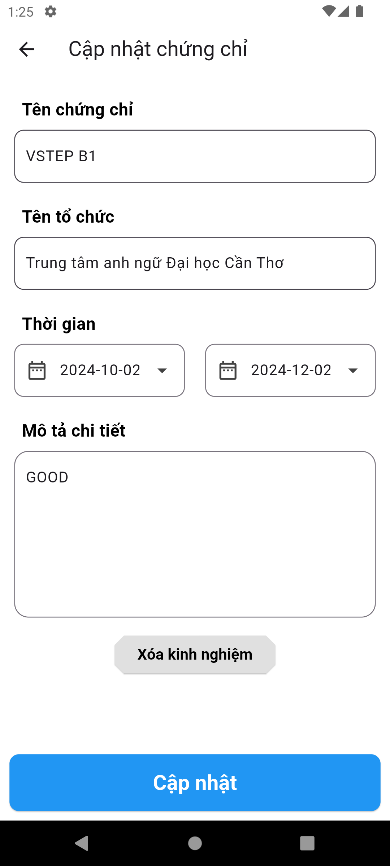 1:25
Cập nhật chứng chỉ
Tên chứng chỉ
VSTEP B1
Tên tổ chức
Trung tâm anh ngữ Đại học Cần Thơ
Thời gian
2024-10-02 2024-12-02
Mô tả chi tiết
GOOD
Xóa kinh nghiệm
Cập nhật